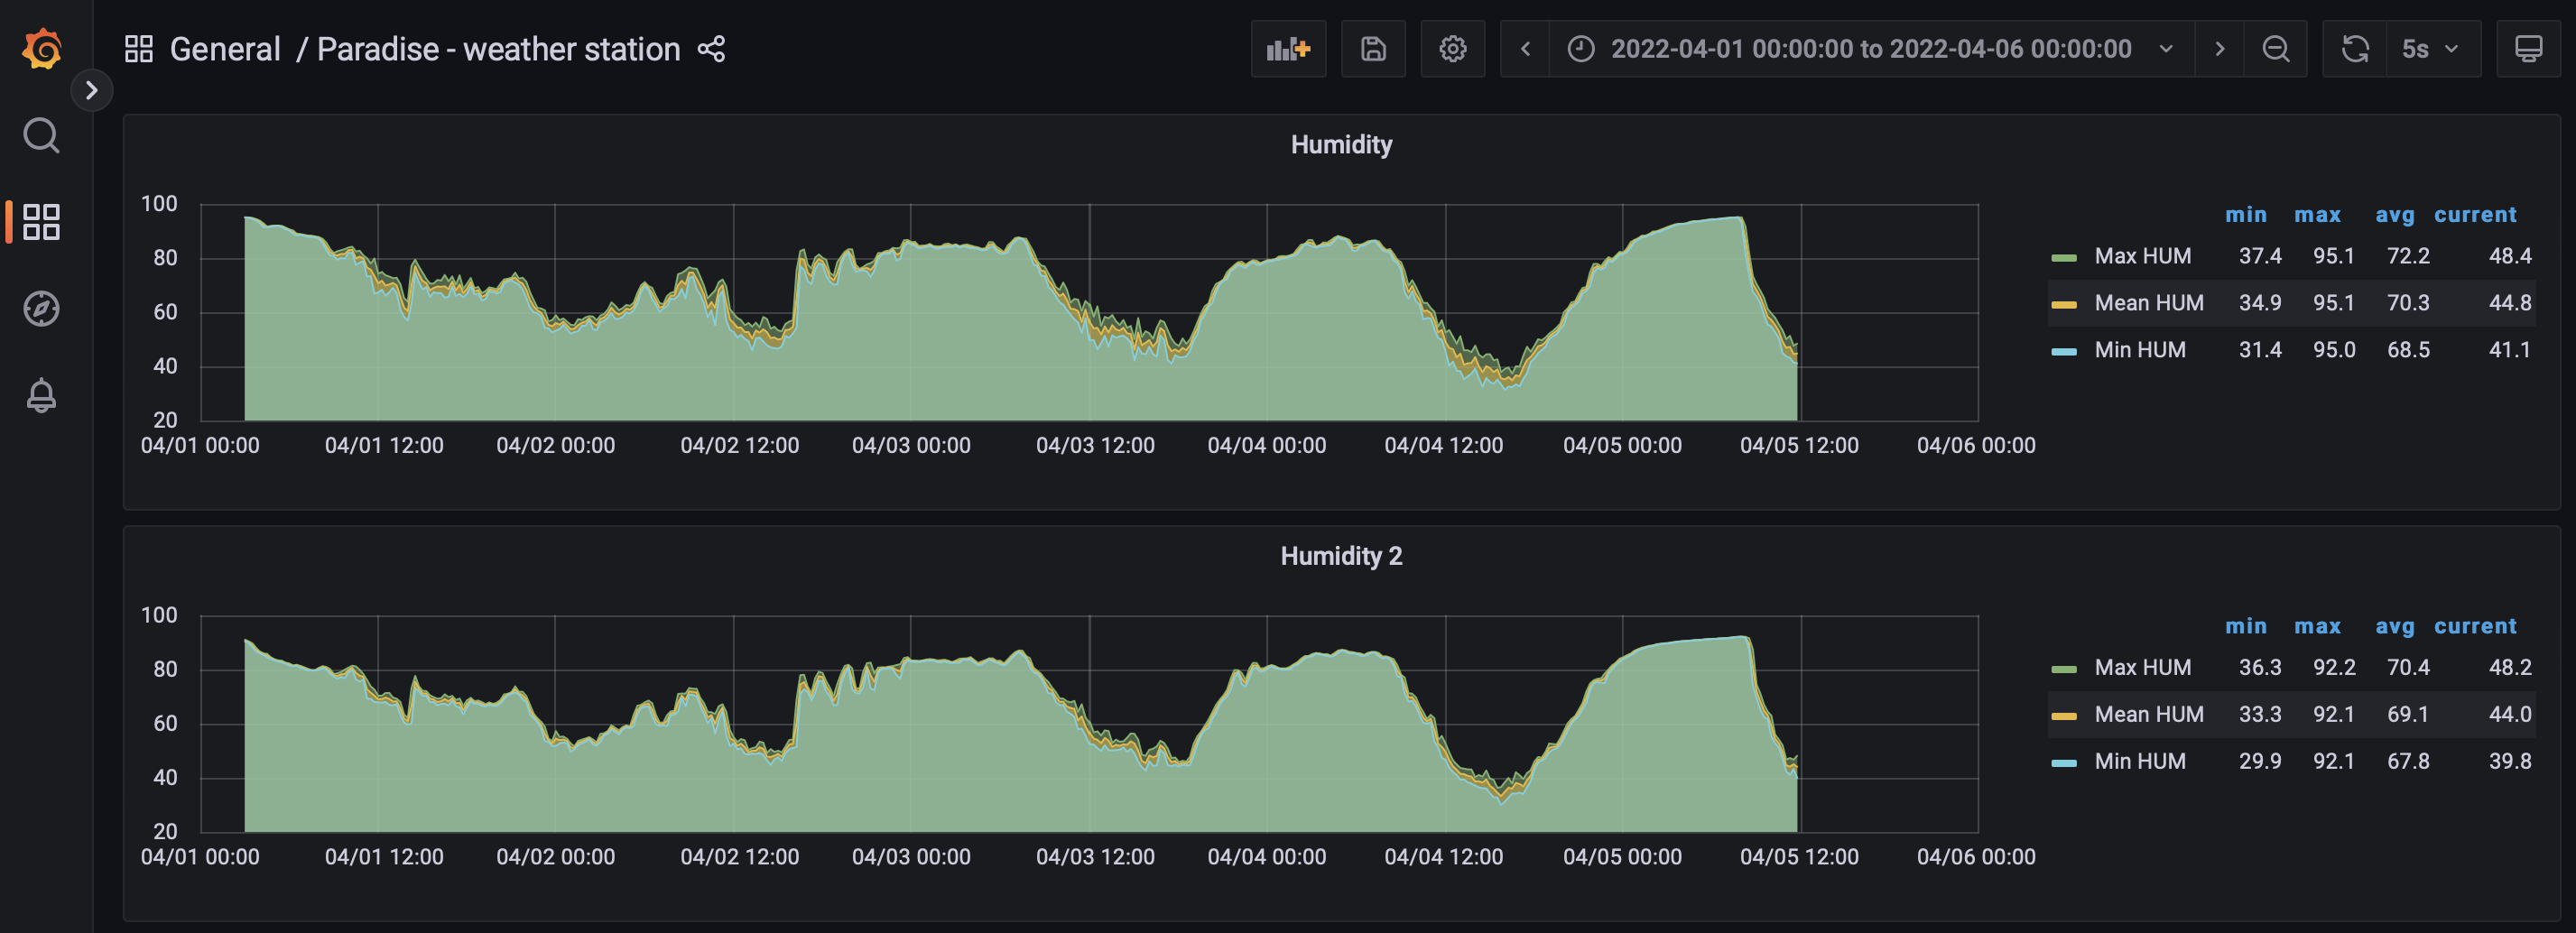 General / Paradise - weather station
2022-04-01 00:00:00 to 2022-04-06 00:00:00
5s
Humidity
100
80
60
40
20
04/01 00:00 04/01 12:00 04/02 00:00 04/02 12:00 04/03 00:00 04/03 12:00 04/04 00:00 04/04 12:00 04/05 00:00 04/05 12:00 04/06 00:00
min max avg current
Max HUM 37.4 95.1 72.2 48.4
Mean HUM 34.9 95.1 70.3 44.8
Min HUM 31.4 95.0 68.5 41.1
Humidity 2
100
80
60
40
20
04/01 00:00 04/01 12:00 04/02 00:00 04/02 12:00 04/03 00:00 04/03 12:00 04/04 00:00 04/04 12:00 04/05 00:00 04/05 12:00 04/06 00:00
min max avg current
Max HUM 36.3 92.2 70.4 48.2
Mean HUM 33.3 92.1 69.1 44.0
Min HUM 29.9 92.1 67.8 39.8